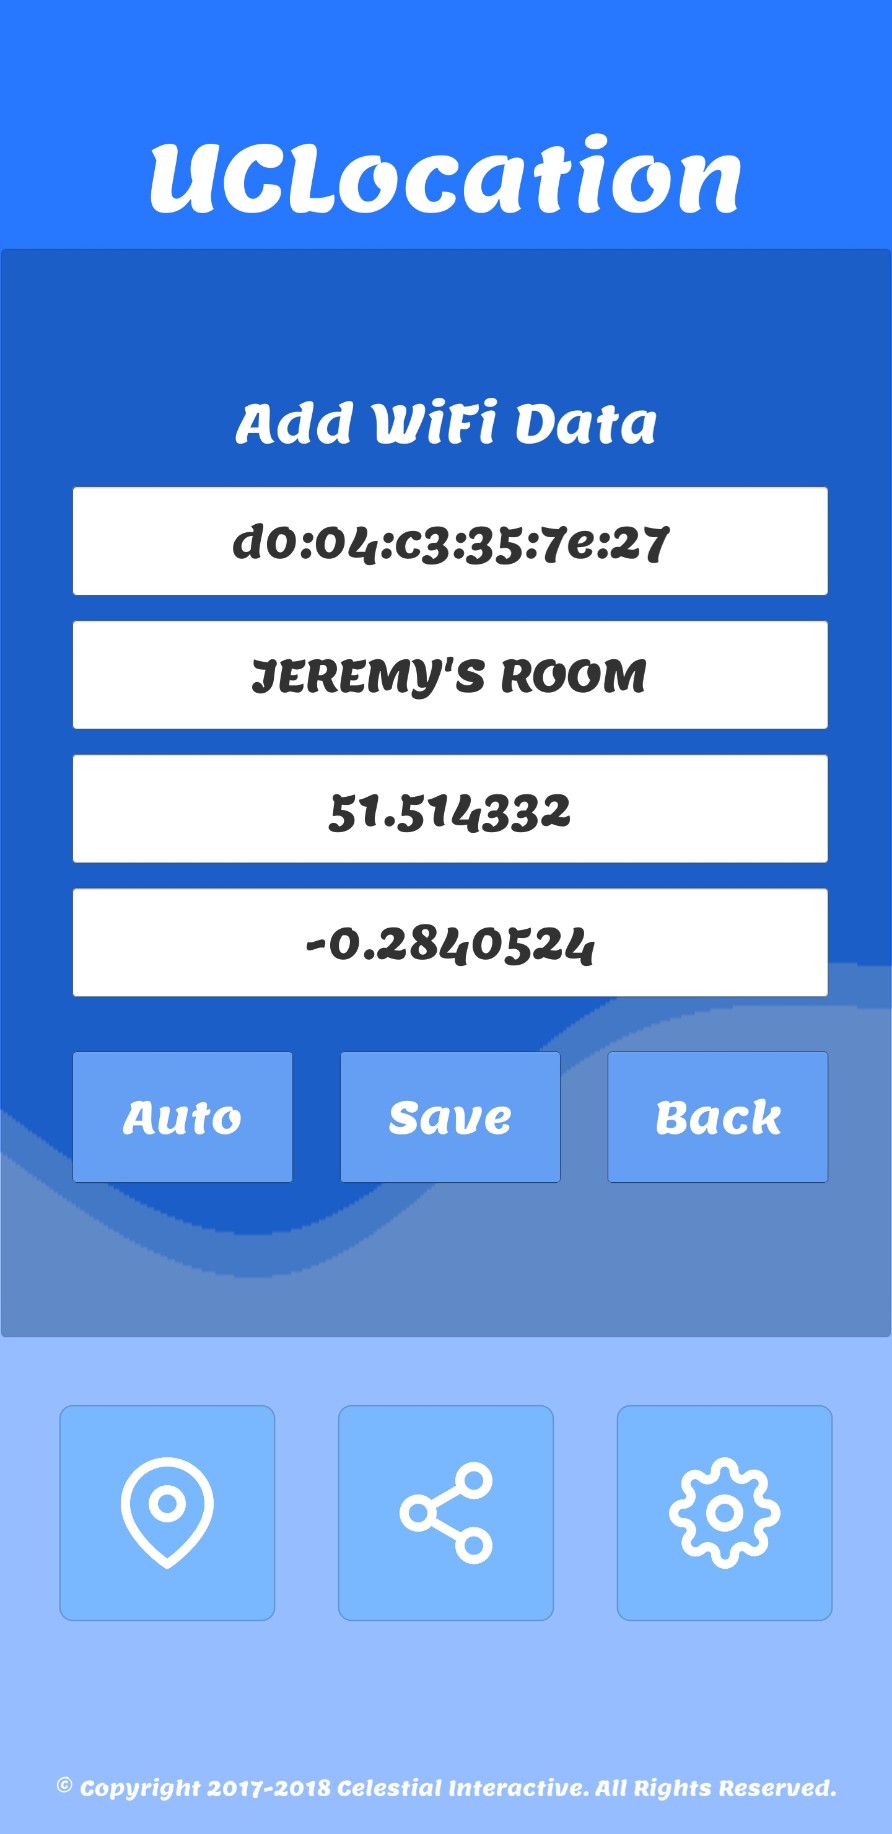 UCLocation
Add WiFi Data
d0:04:c3:35:7e:27
JEREMY'S ROOM
51.514332
-0.2840524
Auto
Save
Back
© Copyright 2017-2018 Celestial Interactive. All Rights Reserved.